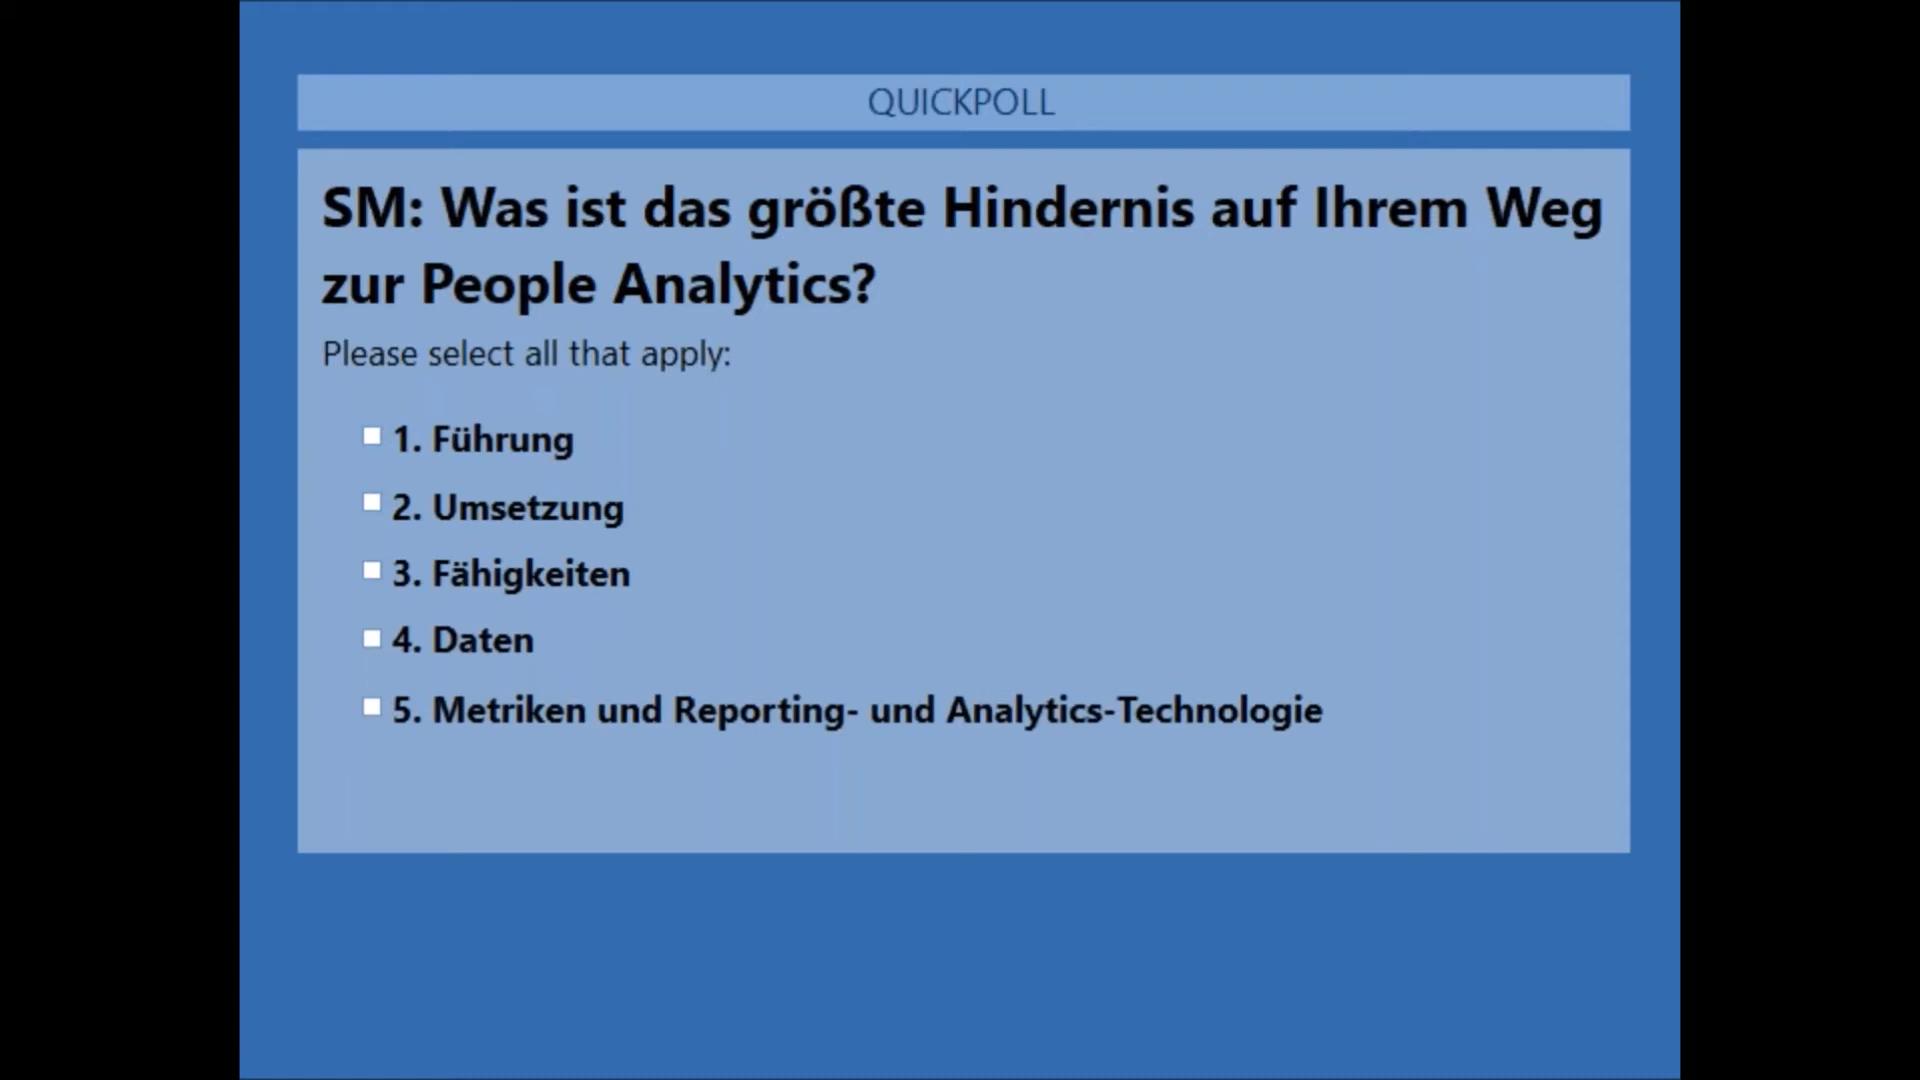 QUICKPOLL
SM: Was ist das größte Hindernis auf Ihrem Weg
zur People Analytics?
Please select all that apply:
1. Führung
2. Umsetzung
3. Fähigkeiten
4. Daten
5. Metriken und Reporting- und Analytics-Technologie